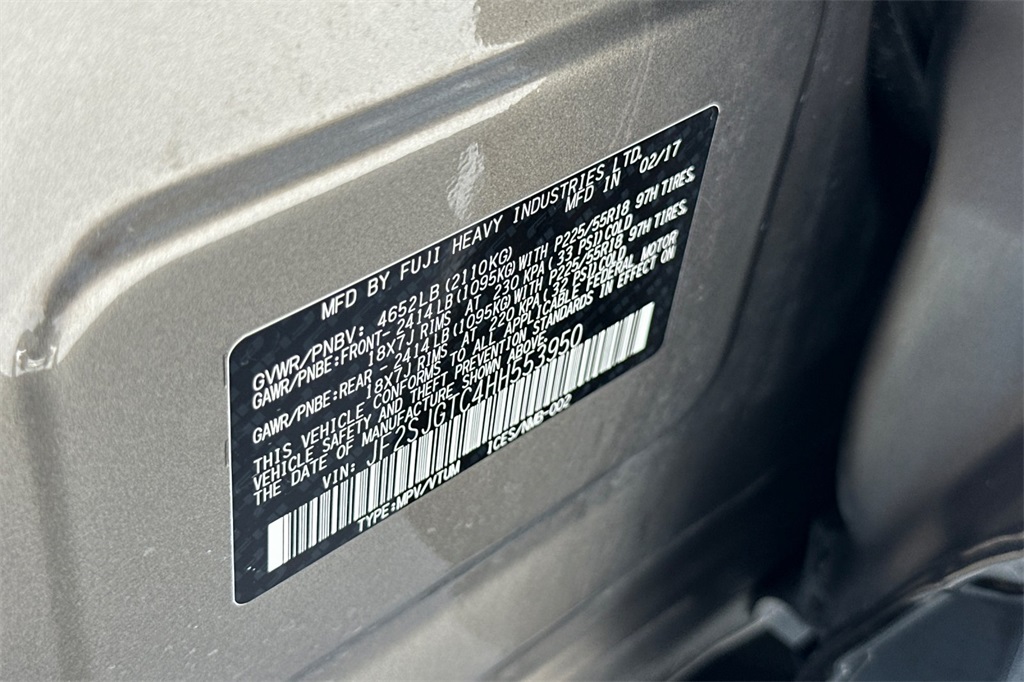 MFD BY FUJI HEAVY INDUSTRIES LTD.
MFD IN 02/17
GVWR/PNBV: 4652LB (2110KG)
GAWR/PNBE:FRONT- 2414LB(1095KG)WITH P225/55R18 97H TIRES,
18X7J RIMS AT 230 KPA (33 PSI)COLD
GAWR/PNBE:REAR - 2414LB(1095KG)WITH P225/55R18 97H TIRES,
18X7J RIMS AT 220 KPA (32 PSI)COLD
THIS VEHICLE CONFORMS TO ALL APPLICABLE FEDERAL MOTOR
VEHICLE SAFETY AND THEFT PREVENTION STANDARDS IN EFFECT ON
THE DATE OF MANUFACTURE SHOWN ABOVE.
VIN: JF2SJGTC4HH553950
TYPE:MPV/VTUM ICES/NMB-002